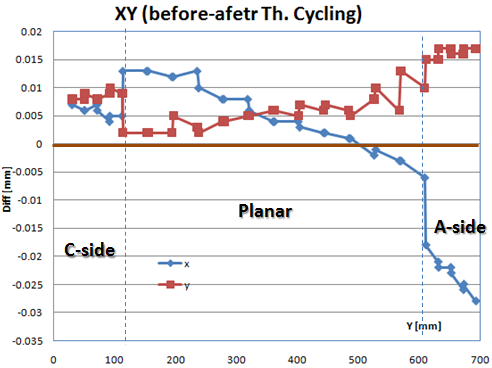 XY (before-afetr Th. Cycling)
0.02
0.015
0.01
0.005
0
-0.005
-0.01
-0.015
-0.02
-0.025
-0.03
-0.035
Diff [mm]
Planar
A-side
C-side
x
y
Y [mm]
0 100 200 300 400 500 600 700